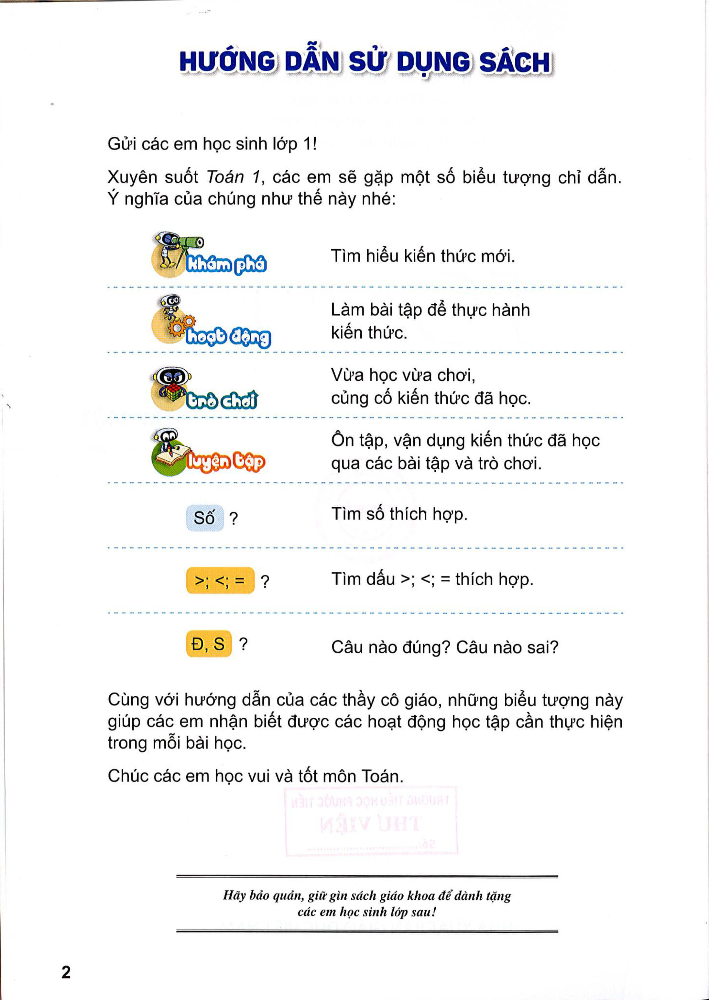 HƯỚNG DẪN SỬ DỤNG SÁCH
Gửi các em học sinh lớp 1!
Xuyên suốt Toán 1, các em sẽ gặp một số biểu tượng chỉ dẫn.
Ý nghĩa của chúng như thế này nhé:
khám phá
Tìm hiểu kiến thức mới.
hoạt động
Làm bài tập để thực hành
kiến thức.
trò chơi
Vừa học vừa chơi,
củng cố kiến thức đã học.
luyện tập
Ôn tập, vận dụng kiến thức đã học
qua các bài tập và trò chơi.
Số ?
Tìm số thích hợp.
>; <; = ?
Tìm dấu >; <; = thích hợp.
Đ, S ?
Câu nào đúng? Câu nào sai?
Cùng với hướng dẫn của các thầy cô giáo, những biểu tượng này
giúp các em nhận biết được các hoạt động học tập cần thực hiện
trong mỗi bài học.
Chúc các em học vui và tốt môn Toán.
TRƯỜNG TIỂU HỌC PHƯỚC TIẾN
THƯ VIỆN
Số:
Hãy bảo quản, giữ gìn sách giáo khoa để dành tặng
các em học sinh lớp sau!
2